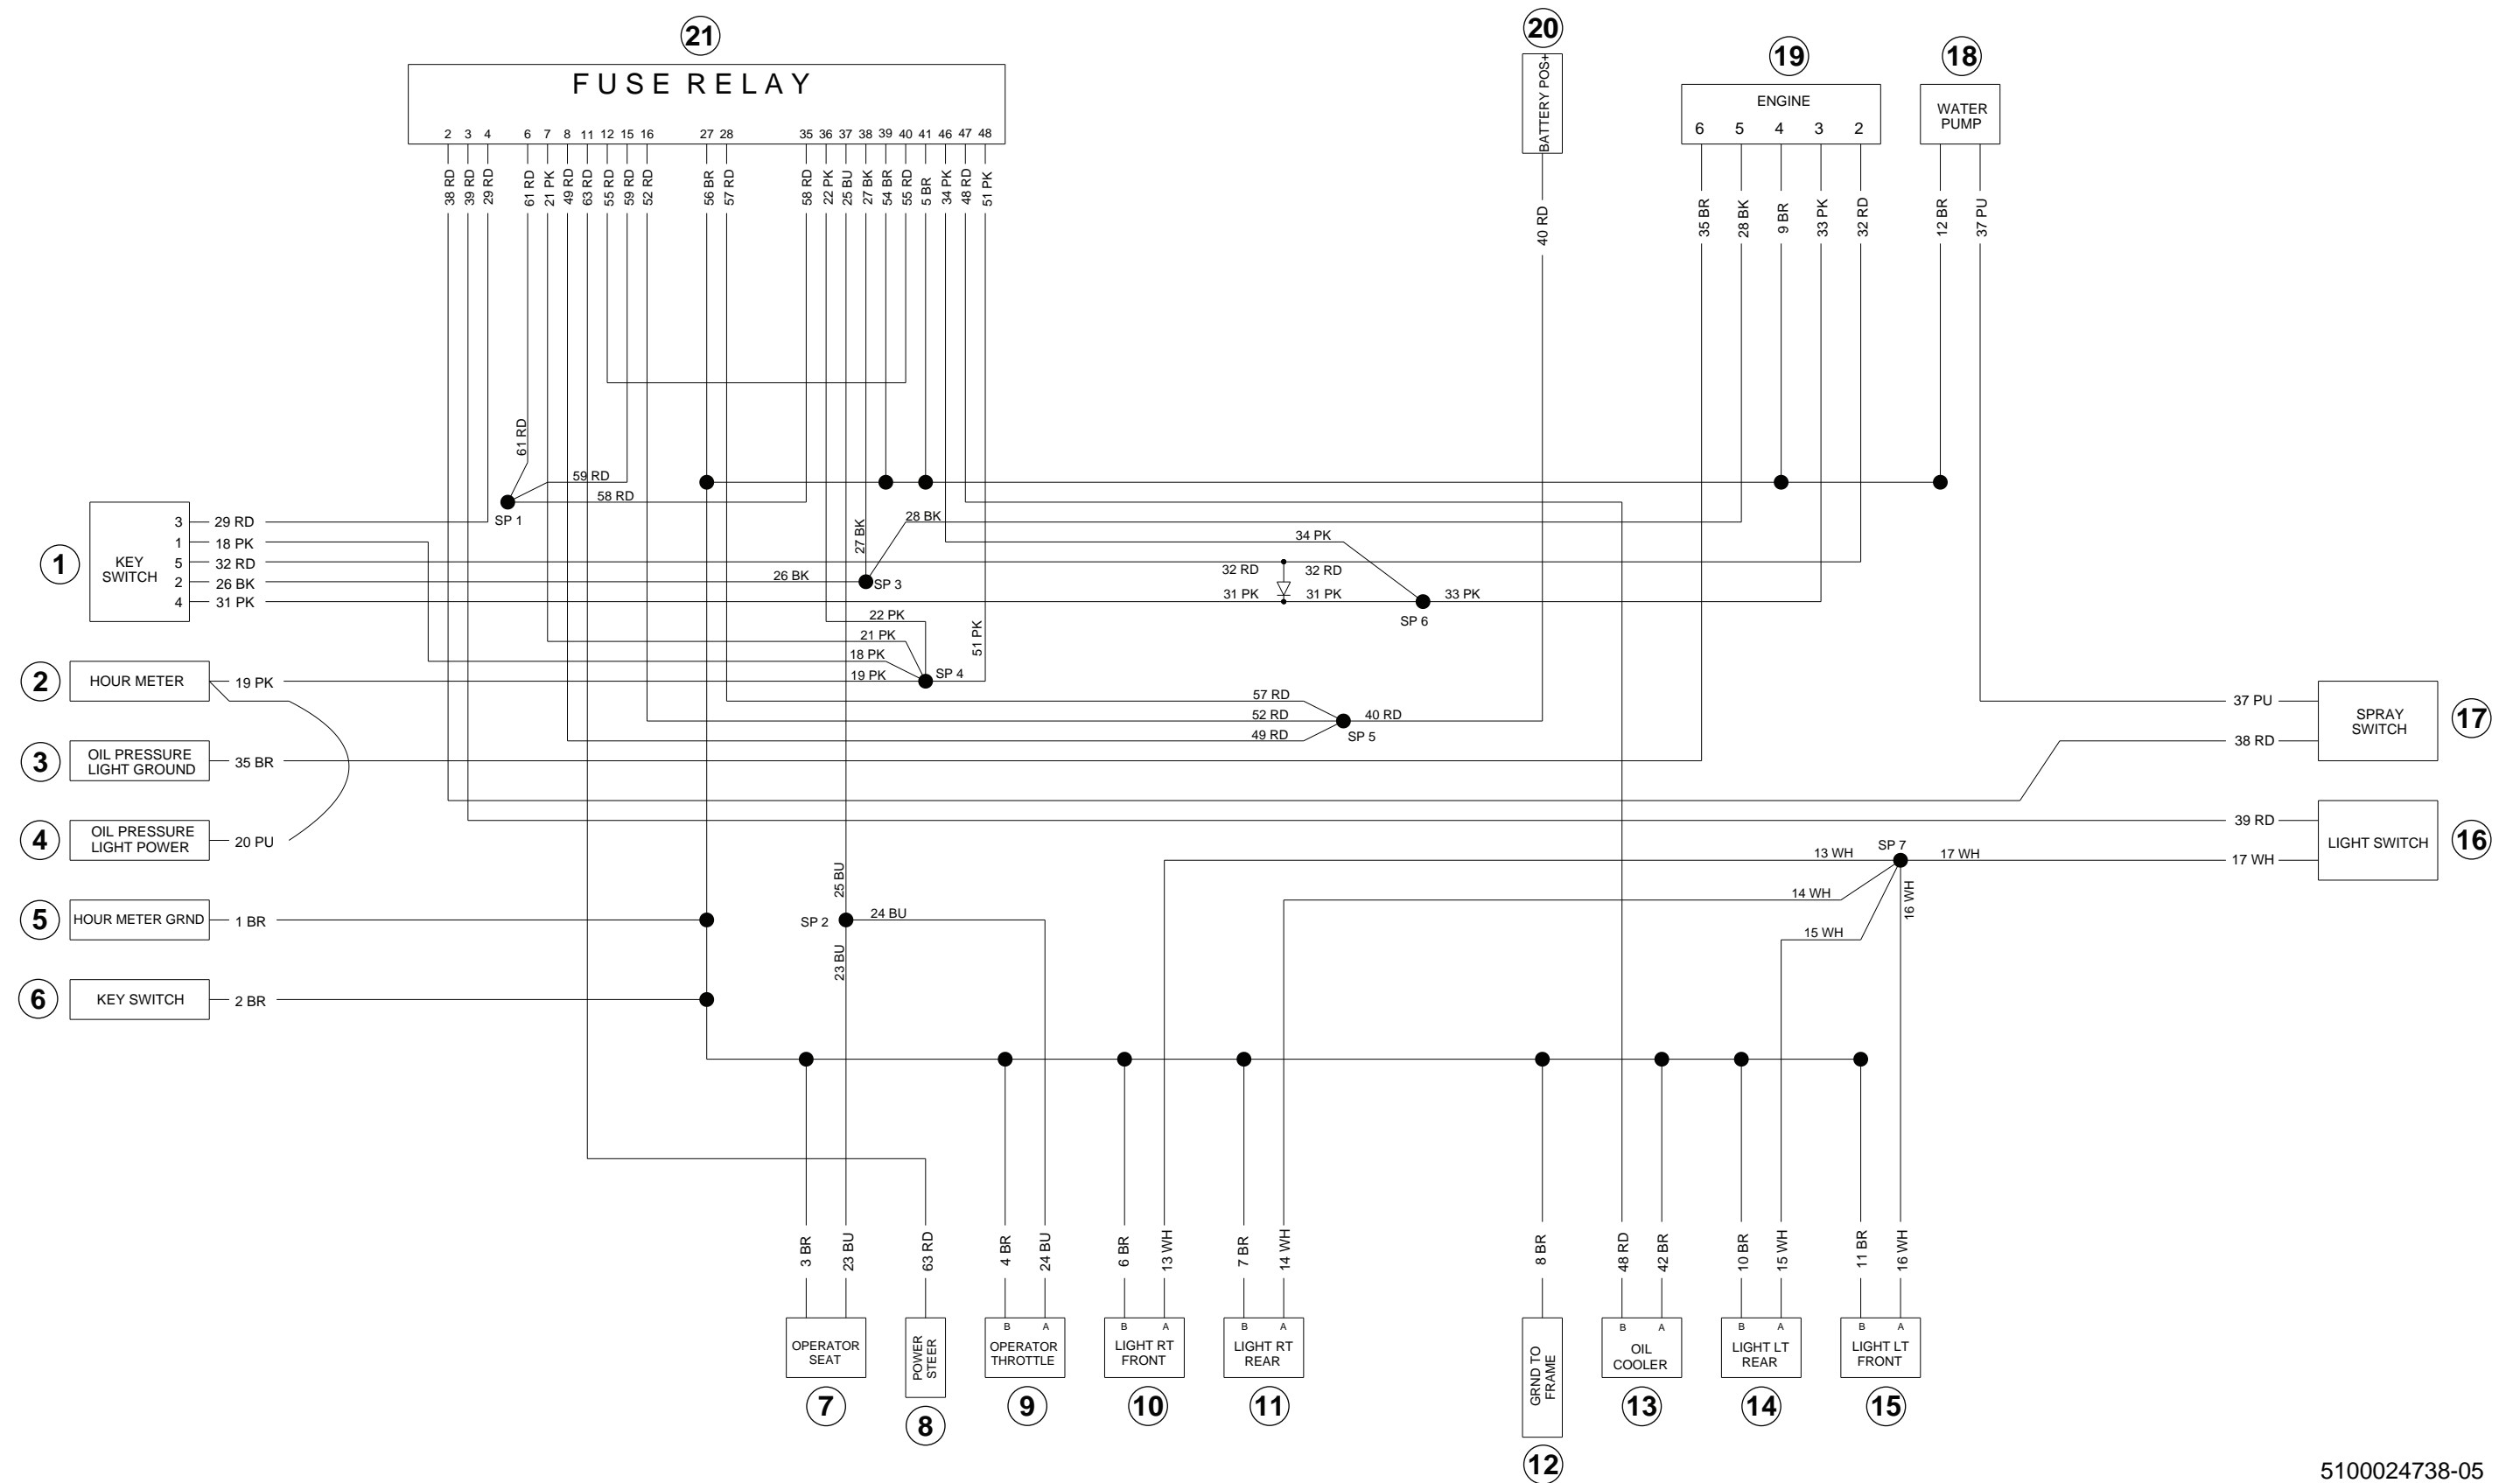 21
20
19
18
FUSE RELAY
BATTERY POS+
ENGINE
WATER
PUMP
2 3 4 6 7 8 11 12 15 16 27 28 35 36 37 38 39 40 41 46 47 48
6 5 4 3 2
38 RD
39 RD
29 RD
61 RD
21 PK
49 RD
63 RD
55 RD
59 RD
52 RD
56 BR
57 RD
58 RD
22 PK
25 BU
27 BK
54 BR
55 RD
5 BR
34 PK
48 RD
51 PK
40 RD
35 BR
28 BK
9 BR
33 PK
32 RD
12 BR
37 PU
61 RD
59 RD
58 RD
SP 1
28 BK
27 BK
34 PK
1
KEY
SWITCH
3 29 RD
1 18 PK
5 32 RD
2 26 BK
4 31 PK
26 BK
SP 3
32 RD 32 RD
31 PK 31 PK
33 PK
SP 6
22 PK
21 PK
18 PK
19 PK
SP 4
51 PK
2
HOUR METER
19 PK
57 RD
52 RD
49 RD
40 RD
SP 5
37 PU
38 RD
SPRAY
SWITCH
17
3
OIL PRESSURE
LIGHT GROUND
35 BR
4
OIL PRESSURE
LIGHT POWER
20 PU
39 RD
17 WH
LIGHT SWITCH
16
13 WH
SP 7
17 WH
14 WH
16 WH
15 WH
5
HOUR METER GRND
1 BR
25 BU
SP 2
24 BU
23 BU
6
KEY SWITCH
2 BR
3 BR
23 BU
63 RD
4 BR
24 BU
6 BR
13 WH
7 BR
14 WH
8 BR
48 RD
42 BR
10 BR
15 WH
11 BR
16 WH
OPERATOR
SEAT
7
POWER
STEER
8
B A
OPERATOR
THROTTLE
9
B A
LIGHT RT
FRONT
10
B A
LIGHT RT
REAR
11
GRND TO
FRAME
12
B A
OIL
COOLER
13
B A
LIGHT LT
REAR
14
B A
LIGHT LT
FRONT
15
5100024738-05